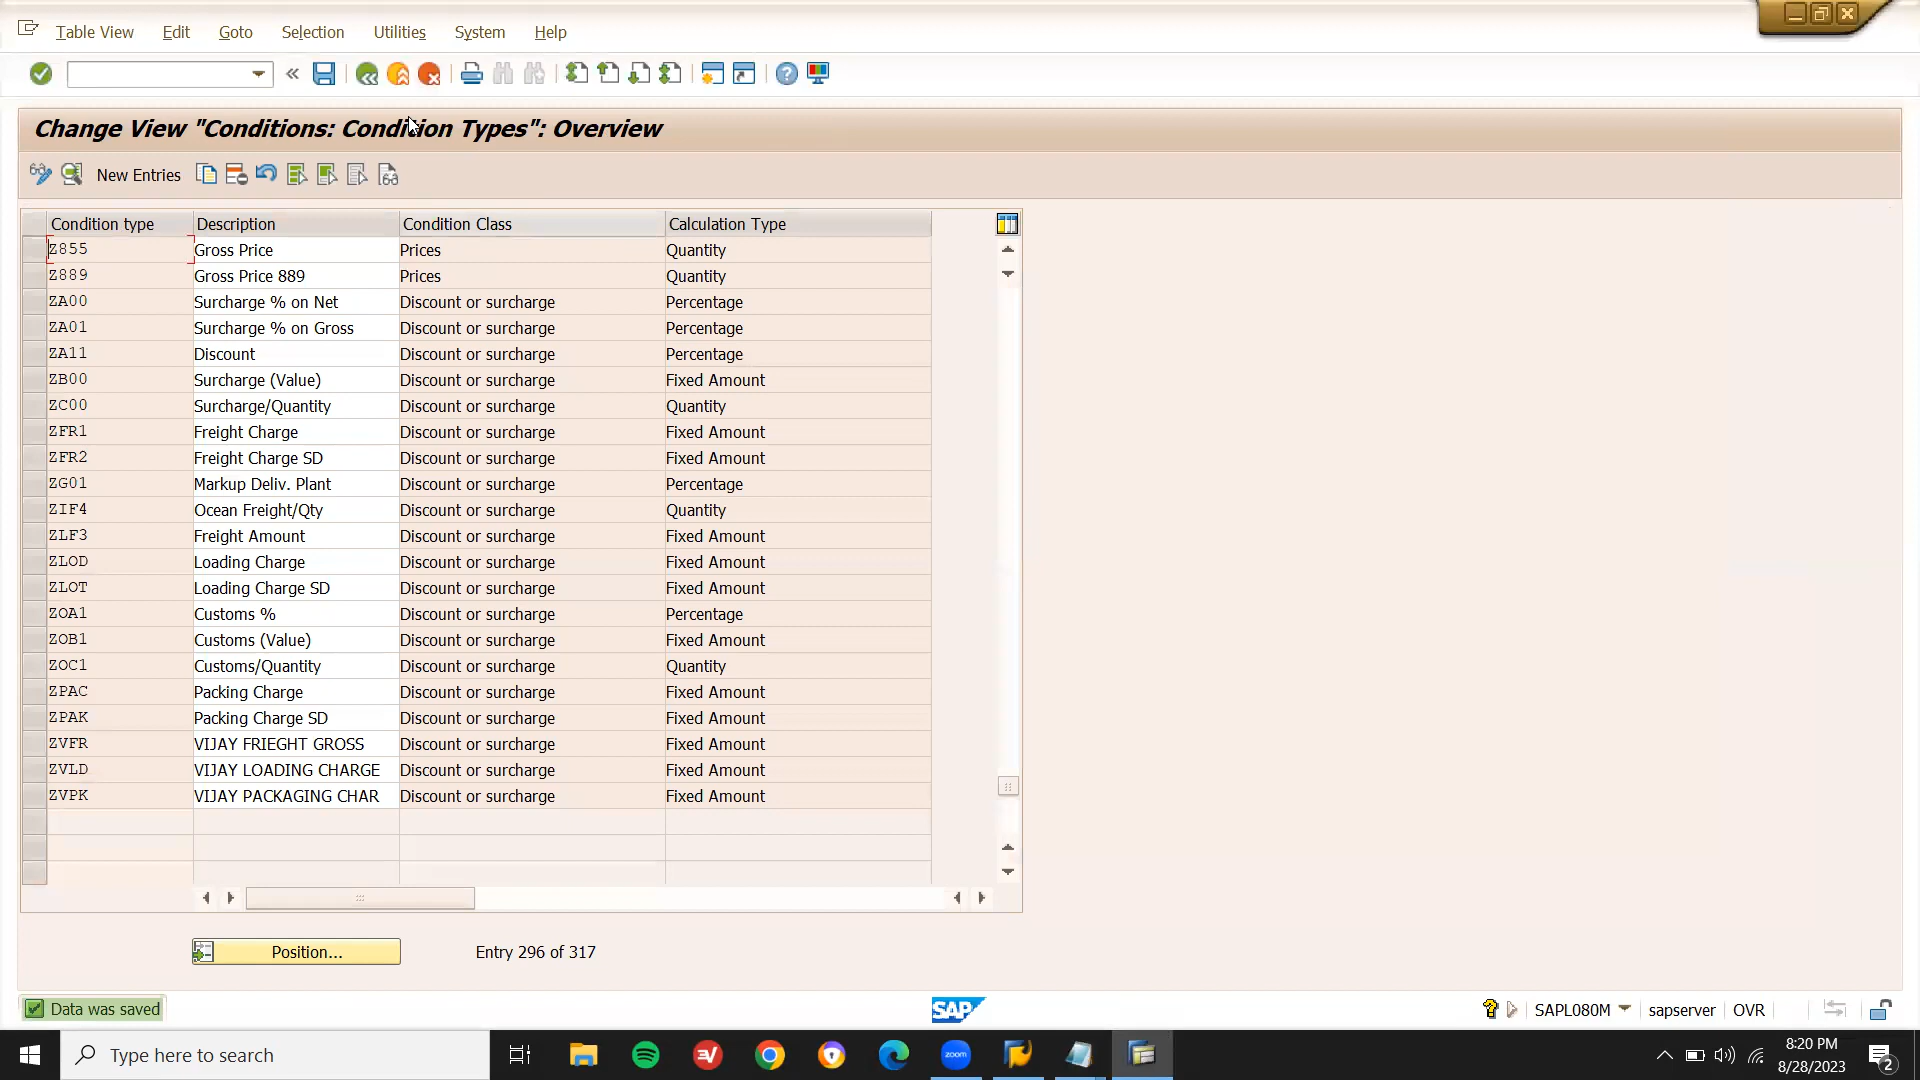 Table View Edit Goto Selection Utilities System Help
Change View "Conditions: Condition Types": Overview
New Entries
Condition type Description Condition Class Calculation Type
Z855 Gross Price Prices Quantity
Z889 Gross Price 889 Prices Quantity
ZA00 Surcharge % on Net Discount or surcharge Percentage
ZA01 Surcharge % on Gross Discount or surcharge Percentage
ZA11 Discount Discount or surcharge Percentage
ZB00 Surcharge (Value) Discount or surcharge Fixed Amount
ZC00 Surcharge/Quantity Discount or surcharge Quantity
ZFR1 Freight Charge Discount or surcharge Fixed Amount
ZFR2 Freight Charge SD Discount or surcharge Fixed Amount
ZG01 Markup Deliv. Plant Discount or surcharge Percentage
ZIF4 Ocean Freight/Qty Discount or surcharge Quantity
ZLF3 Freight Amount Discount or surcharge Fixed Amount
ZLOD Loading Charge Discount or surcharge Fixed Amount
ZLOT Loading Charge SD Discount or surcharge Fixed Amount
ZOA1 Customs % Discount or surcharge Percentage
ZOB1 Customs (Value) Discount or surcharge Fixed Amount
ZOC1 Customs/Quantity Discount or surcharge Quantity
ZPAC Packing Charge Discount or surcharge Fixed Amount
ZPAK Packing Charge SD Discount or surcharge Fixed Amount
ZVFR VIJAY FRIEGHT GROSS Discount or surcharge Fixed Amount
ZVLD VIJAY LOADING CHARGE Discount or surcharge Fixed Amount
ZVPK VIJAY PACKAGING CHAR Discount or surcharge Fixed Amount
Position... Entry 296 of 317
Data was saved SAP SAPL080M sapserver OVR
Type here to search zoom 8:20 PM
8/28/2023 2